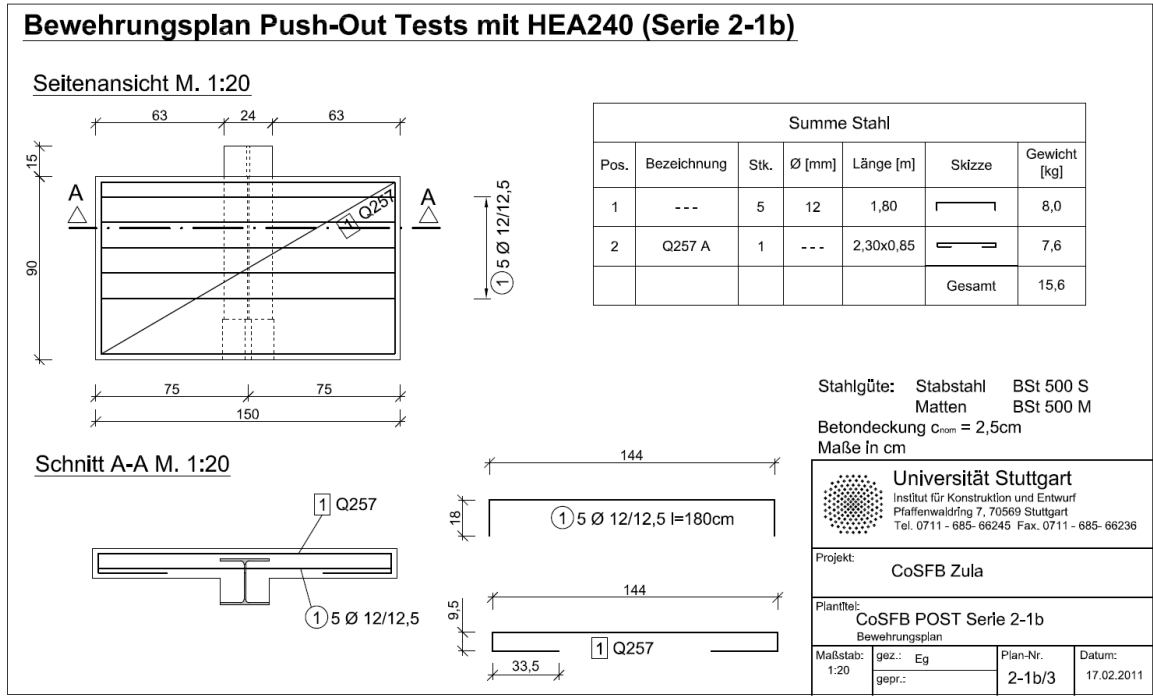 Bewehrungsplan Push-Out Tests mit HEA240 (Serie 2-1b)
Seitenansicht M. 1:20
63 24 63
15
90
A A
1 Q257
1 5 Ø 12/12,5
75 75
150
Summe Stahl
Pos. Bezeichnung Stk. Ø [mm] Länge [m] Skizze Gewicht [kg]
1 --- 5 12 1,80 8,0
2 Q257 A 1 --- 2,30x0,85 7,6
Gesamt 15,6
Schnitt A-A M. 1:20
1 Q257
1 5 Ø 12/12,5
144
18
1 5 Ø 12/12,5 l=180cm
144
9,5
1 Q257
33,5
Stahlgüte: Stabstahl BSt 500 S
Matten BSt 500 M
Betondeckung cnom = 2,5cm
Maße in cm
Universität Stuttgart
Institut für Konstruktion und Entwurf
Pfaffenwaldring 7, 70569 Stuttgart
Tel. 0711 - 685- 66245 Fax. 0711 - 685- 66236
Projekt:
CoSFB Zula
Plantitel:
CoSFB POST Serie 2-1b
Bewehrungsplan
Maßstab: 1:20
gez.: Eg
gepr.:
Plan-Nr.
2-1b/3
Datum:
17.02.2011